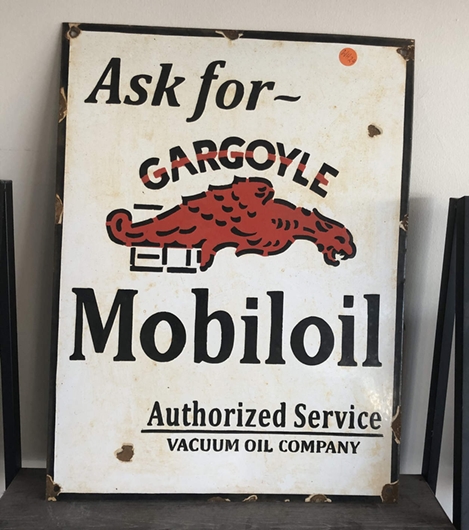 Ask for~
GARGOYLE
Mobiloil
Authorized Service
VACUUM OIL COMPANY